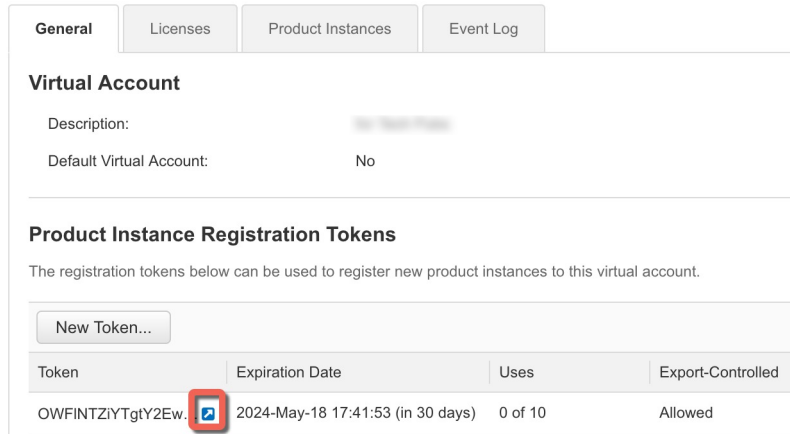 General Licenses Product Instances Event Log
Virtual Account
Description:
Default Virtual Account: No
Product Instance Registration Tokens
The registration tokens below can be used to register new product instances to this virtual account.
New Token...
Token Expiration Date Uses Export-Controlled
OWFlNTZiYTgtY2Ew... 2024-May-18 17:41:53 (in 30 days) 0 of 10 Allowed